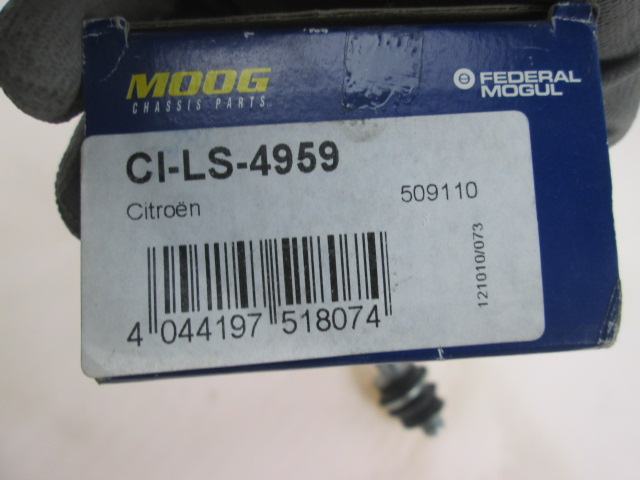 MOOG
CHASSIS PARTS
FEDERAL
MOGUL
CI-LS-4959
Citroën
509110
121010/073
4 044197 518074